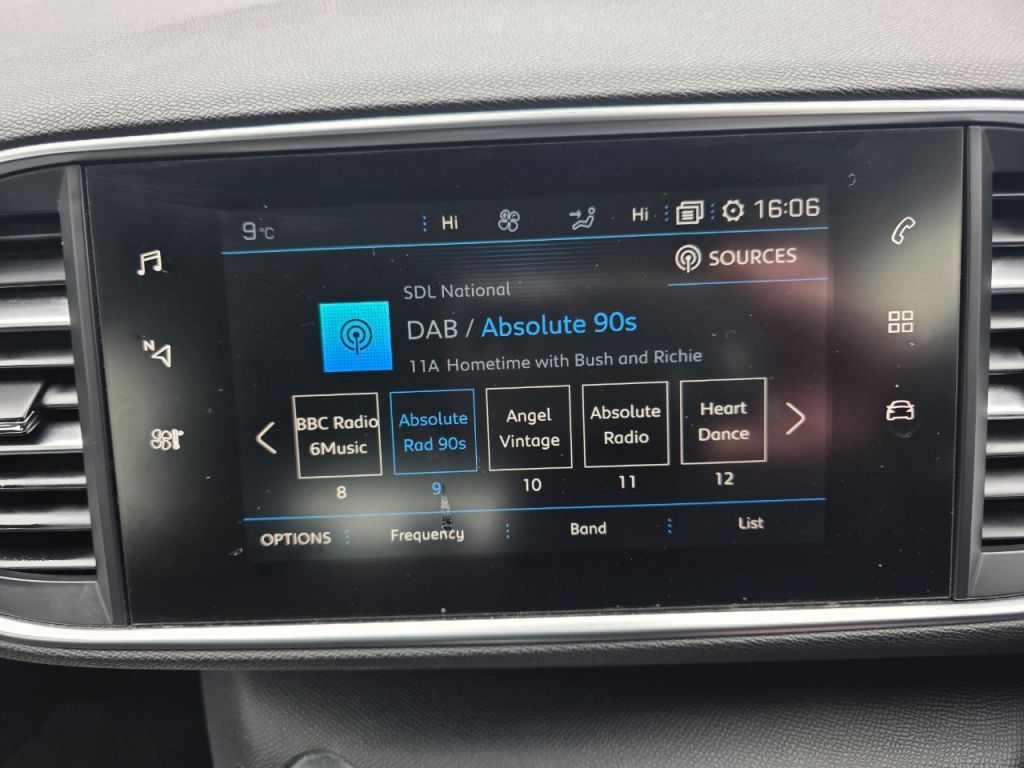 9°C Hi Hi 16:06
SOURCES
SDL National
DAB / Absolute 90s
11A Hometime with Bush and Richie
N
BBC Radio
6Music
8
Absolute
Rad 90s
9
Angel
Vintage
10
Absolute
Radio
11
Heart
Dance
12
OPTIONS Frequency Band List